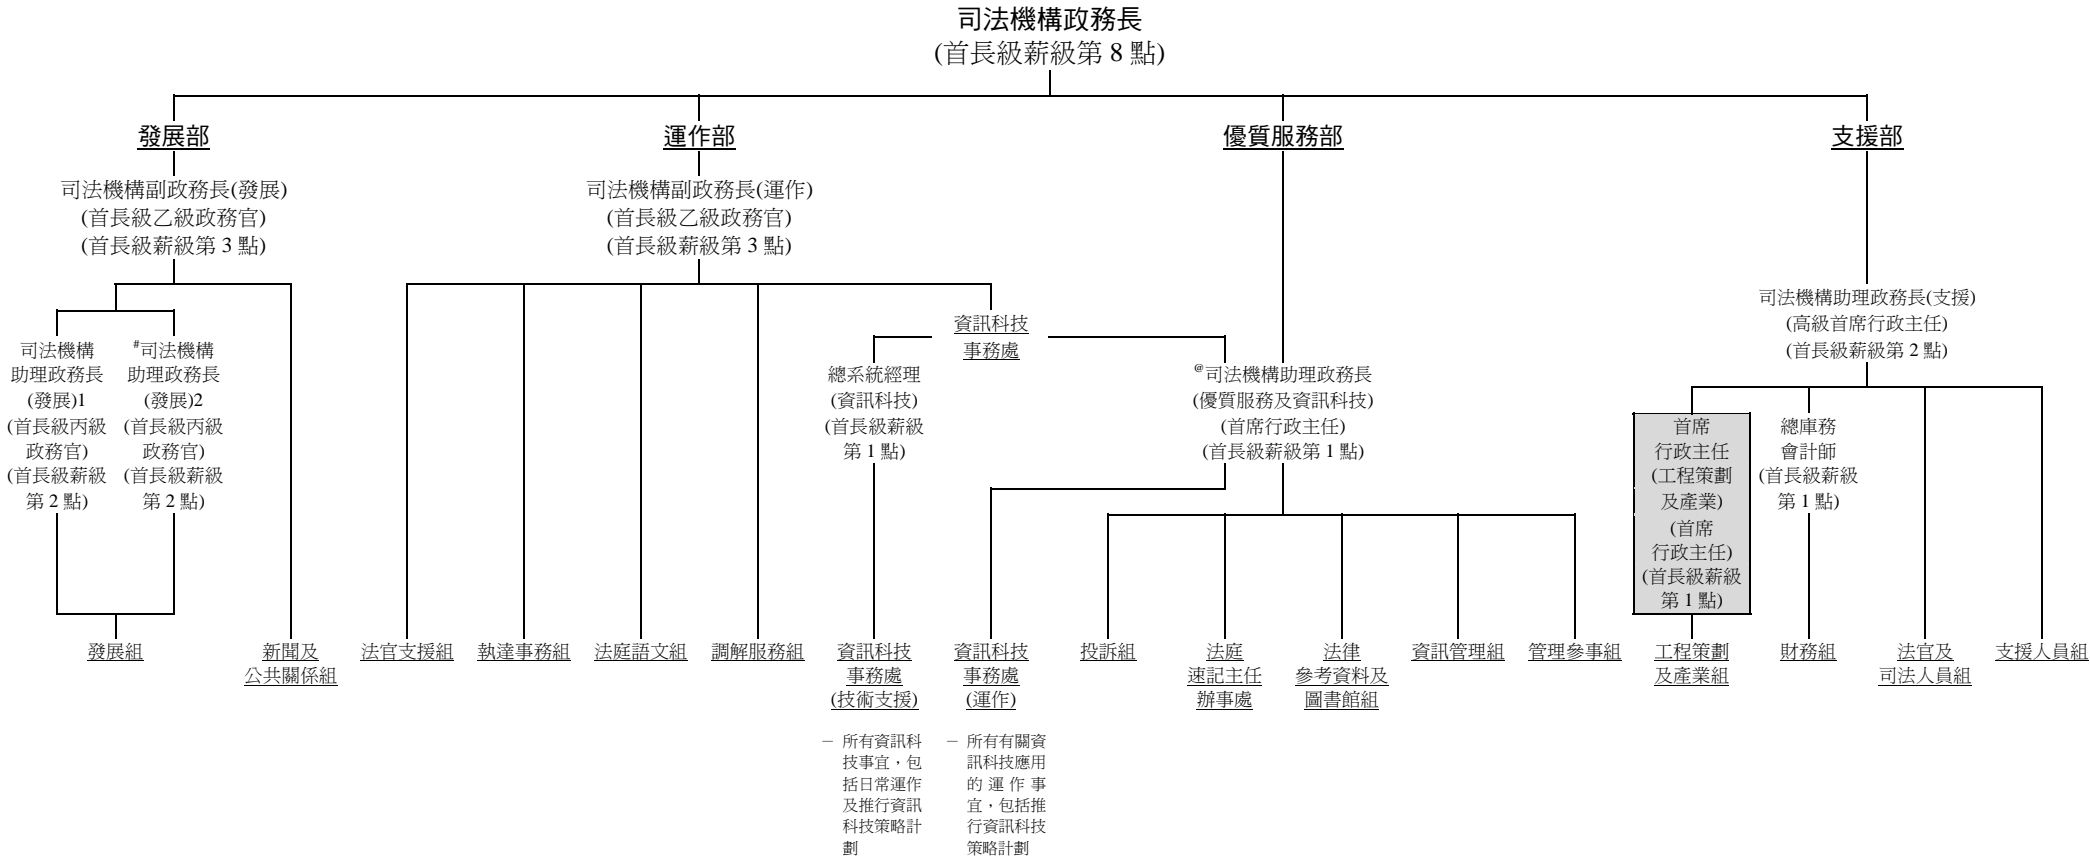 司法機構政務長
(首長級薪級第 8 點)
發展部
運作部
優質服務部
支援部
司法機構副政務長(發展)
(首長級乙級政務官)
(首長級薪級第 3 點)
司法機構副政務長(運作)
(首長級乙級政務官)
(首長級薪級第 3 點)
司法機構助理政務長(支援)
(高級首席行政主任)
(首長級薪級第 2 點)
司法機構
助理政務長
(發展)1
(首長級丙級
政務官)
(首長級薪級
第 2 點)
#司法機構
助理政務長
(發展)2
(首長級丙級
政務官)
(首長級薪級
第 2 點)
資訊科技
事務處
總系統經理
(資訊科技)
(首長級薪級
第 1 點)
@司法機構助理政務長
(優質服務及資訊科技)
(首席行政主任)
(首長級薪級第 1 點)
首席
行政主任
(工程策劃
及產業)
(首席
行政主任)
(首長級薪級
第 1 點)
總庫務
會計師
(首長級薪級
第 1 點)
發展組
新聞及
公共關係組
法官支援組
執達事務組
法庭語文組
調解服務組
資訊科技
事務處
(技術支援)
資訊科技
事務處
(運作)
投訴組
法庭
速記主任
辦事處
法律
參考資料及
圖書館組
資訊管理組
管理參事組
工程策劃
及產業組
財務組
法官及
司法人員組
支援人員組
－ 所有資訊科
技事宜，包
括日常運作
及推行資訊
科技策略計
劃
－ 所有有關資
訊科技應用
的運作事
宜，包括推
行資訊科技
策略計劃